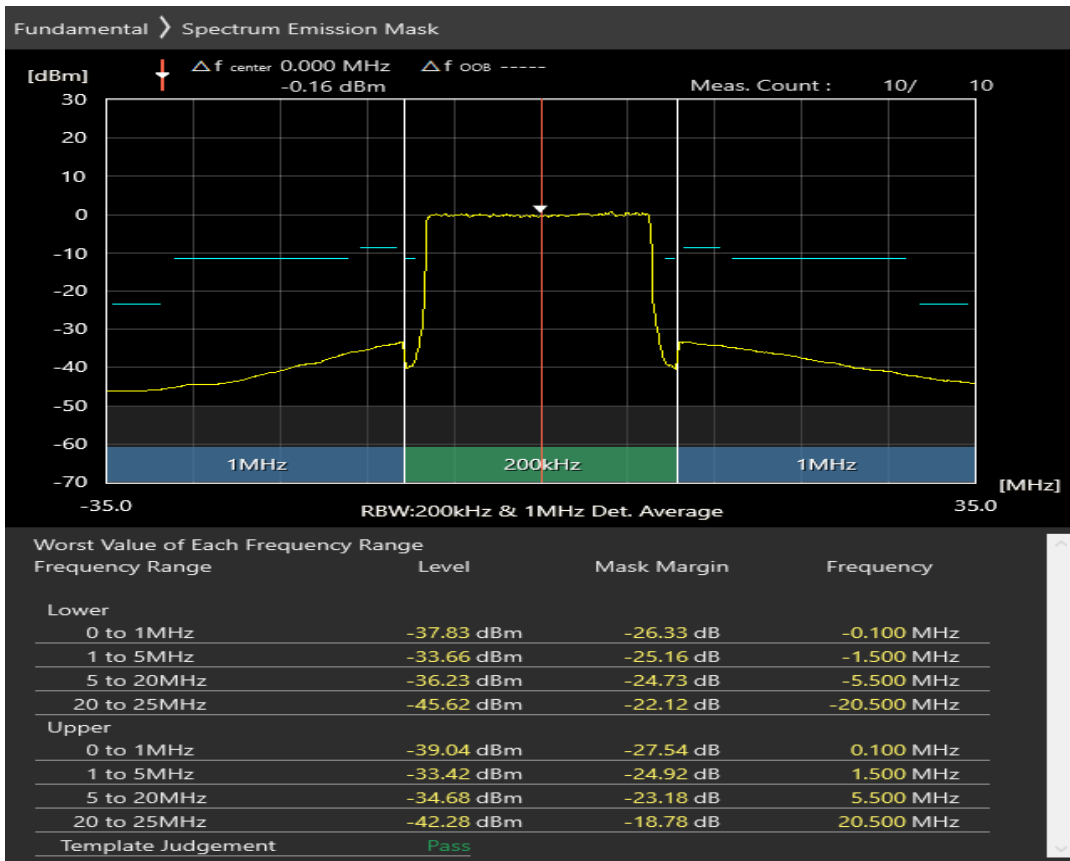 Fundamental ❯ Spectrum Emission Mask
[dBm] Δf center 0.000 MHz Δf OOB -----
-0.16 dBm Meas. Count : 10/ 10
30
20
10
0
-10
-20
-30
-40
-50
-60
1MHz 200kHz 1MHz
-70
[MHz]
-35.0 RBW:200kHz & 1MHz Det. Average 35.0
Worst Value of Each Frequency Range
Frequency Range Level Mask Margin Frequency
Lower
0 to 1MHz -37.83 dBm -26.33 dB -0.100 MHz
1 to 5MHz -33.66 dBm -25.16 dB -1.500 MHz
5 to 20MHz -36.23 dBm -24.73 dB -5.500 MHz
20 to 25MHz -45.62 dBm -22.12 dB -20.500 MHz
Upper
0 to 1MHz -39.04 dBm -27.54 dB 0.100 MHz
1 to 5MHz -33.42 dBm -24.92 dB 1.500 MHz
5 to 20MHz -34.68 dBm -23.18 dB 5.500 MHz
20 to 25MHz -42.28 dBm -18.78 dB 20.500 MHz
Template Judgement Pass